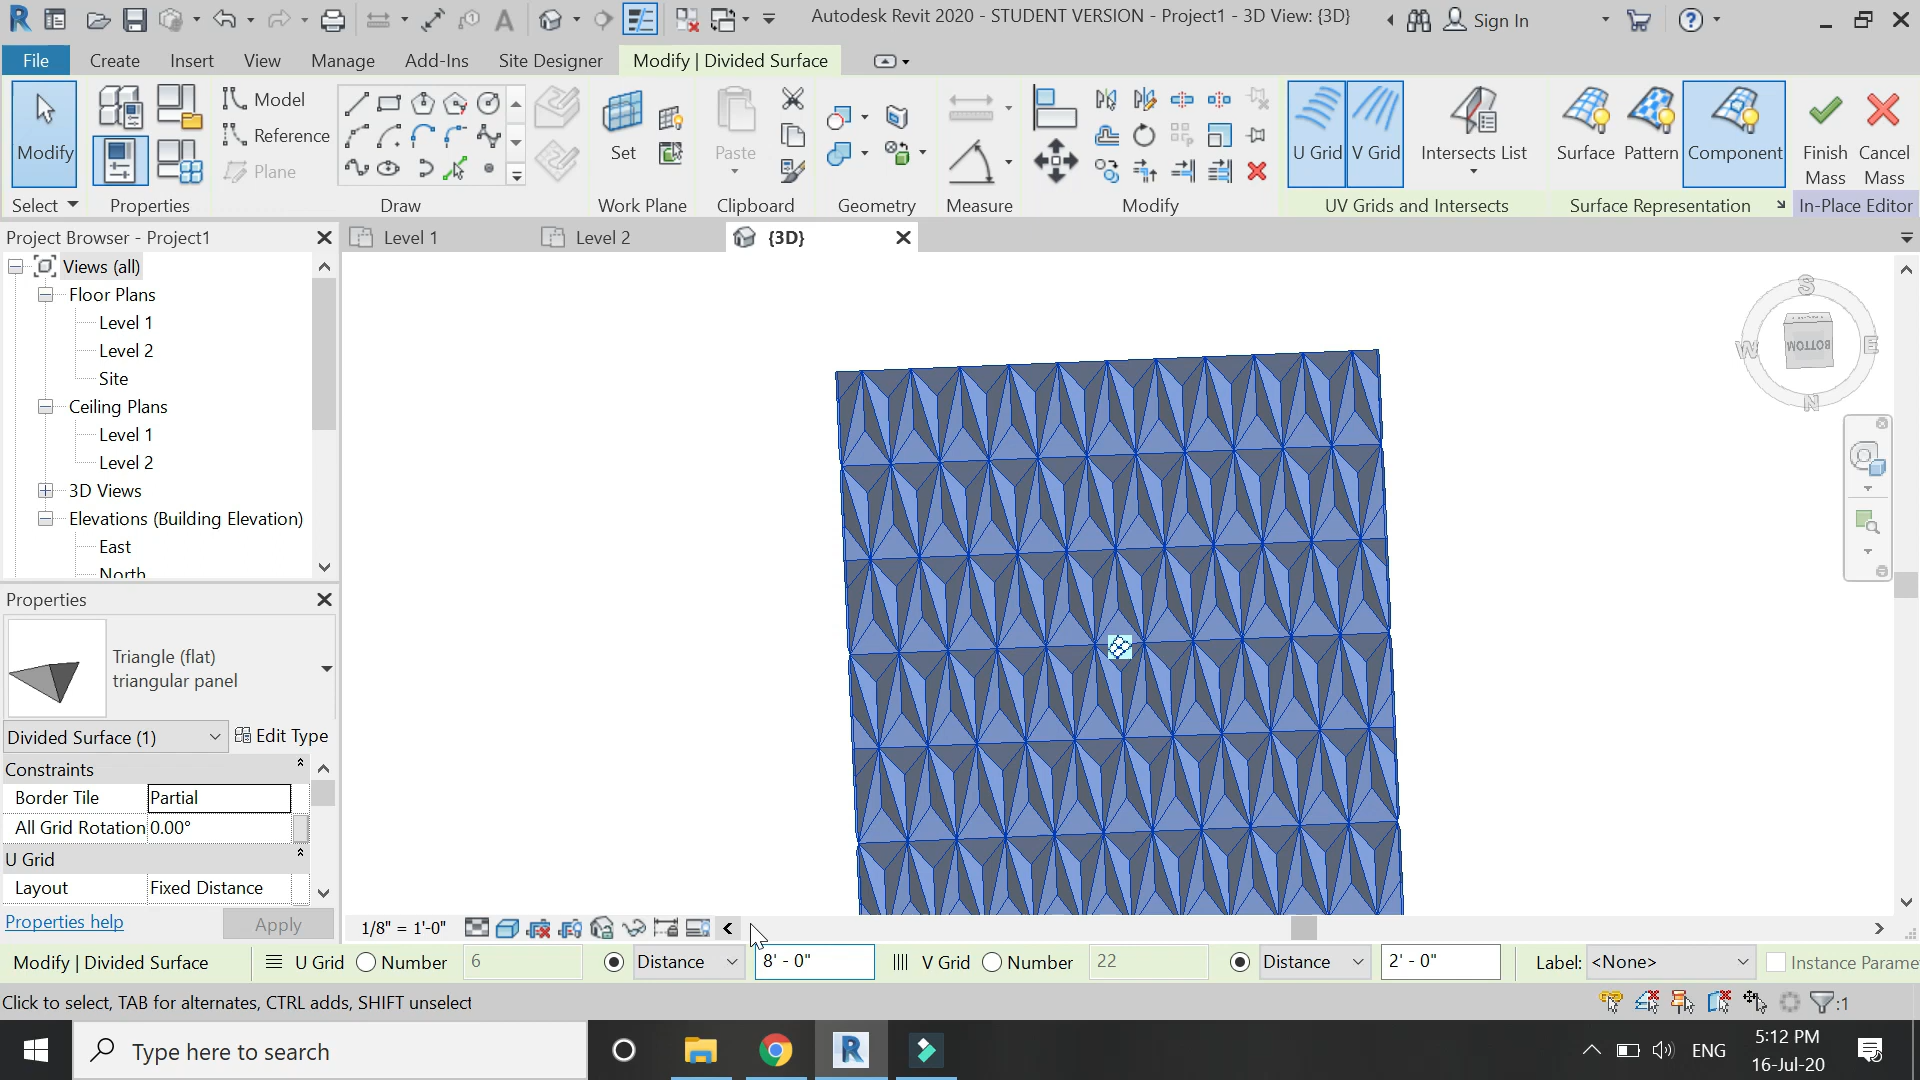 Autodesk Revit 2020 - STUDENT VERSION - Project1 - 3D View: {3D}
Sign In
File Create Insert View Manage Add-Ins Site Designer Modify | Divided Surface
Modify
Model
Reference
Plane
Set
Paste
U Grid
V Grid
Intersects List
Surface
Pattern
Component
Finish
Mass
Cancel
Mass
Select Properties Draw Work Plane Clipboard Geometry Measure Modify UV Grids and Intersects Surface Representation In-Place Editor
Project Browser - Project1
Level 1
Level 2
{3D}
Views (all)
Floor Plans
Level 1
Level 2
Site
Ceiling Plans
Level 1
Level 2
3D Views
Elevations (Building Elevation)
East
North
S
W
E
N
FRONT
BOTTOM
Properties
Triangle (flat)
triangular panel
Divided Surface (1)
Edit Type
Constraints
Border Tile Partial
All Grid Rotation 0.00°
U Grid
Layout Fixed Distance
Properties help
Apply
1/8" = 1'-0"
Modify | Divided Surface U Grid Number 6 Distance 8' - 0" V Grid Number 22 Distance 2' - 0" Label: <None> Instance Parame
Click to select, TAB for alternates, CTRL adds, SHIFT unselect
:1
Type here to search
ENG
5:12 PM
16-Jul-20